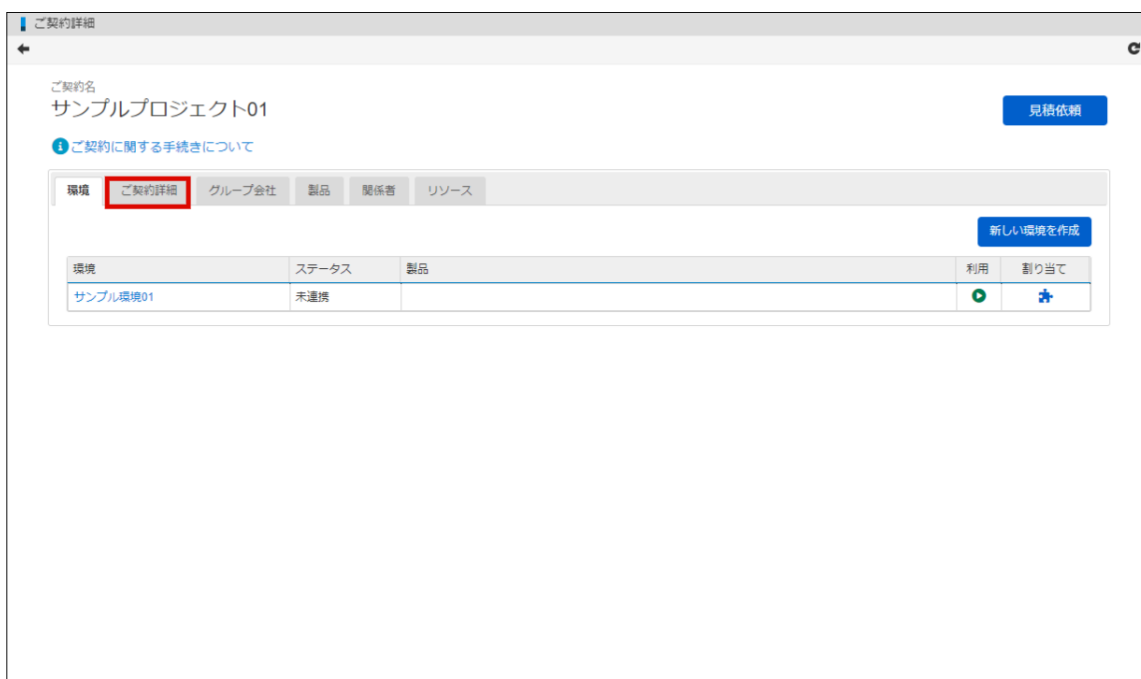 ご契約詳細
ご契約名
サンプルプロジェクト01
見積依頼
ご契約に関する手続きについて
環境 ご契約詳細 グループ会社 製品 関係者 リソース
新しい環境を作成
環境 ステータス 製品 利用 割り当て
サンプル環境01 未連携